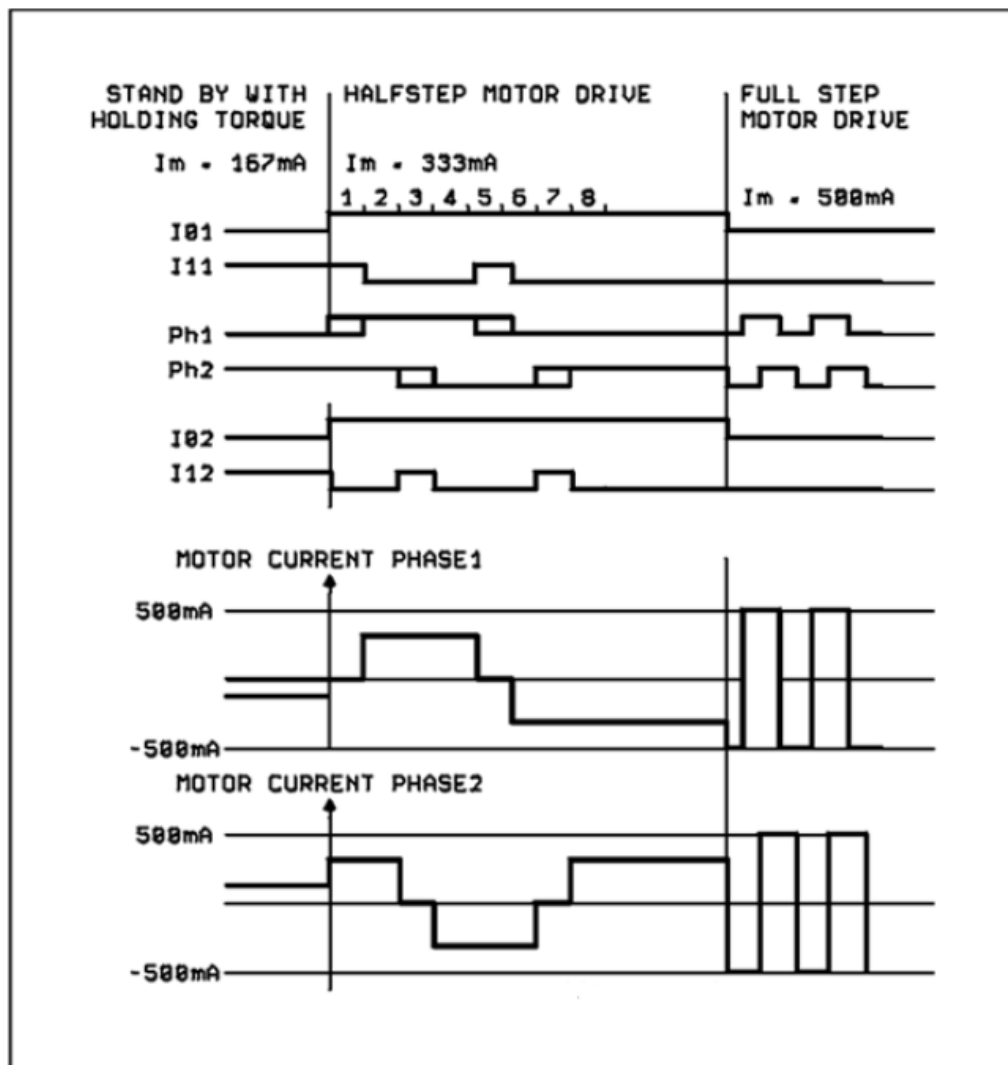 STAND BY WITH HALFSTEP MOTOR DRIVE FULL STEP
HOLDING TORQUE MOTOR DRIVE
Im = 167mA Im = 333mA
1 2 3 4 5 6 7 8 Im = 500mA
I01
I11
Ph1
Ph2
I02
I12
MOTOR CURRENT PHASE1
500mA
-500mA
MOTOR CURRENT PHASE2
500mA
-500mA